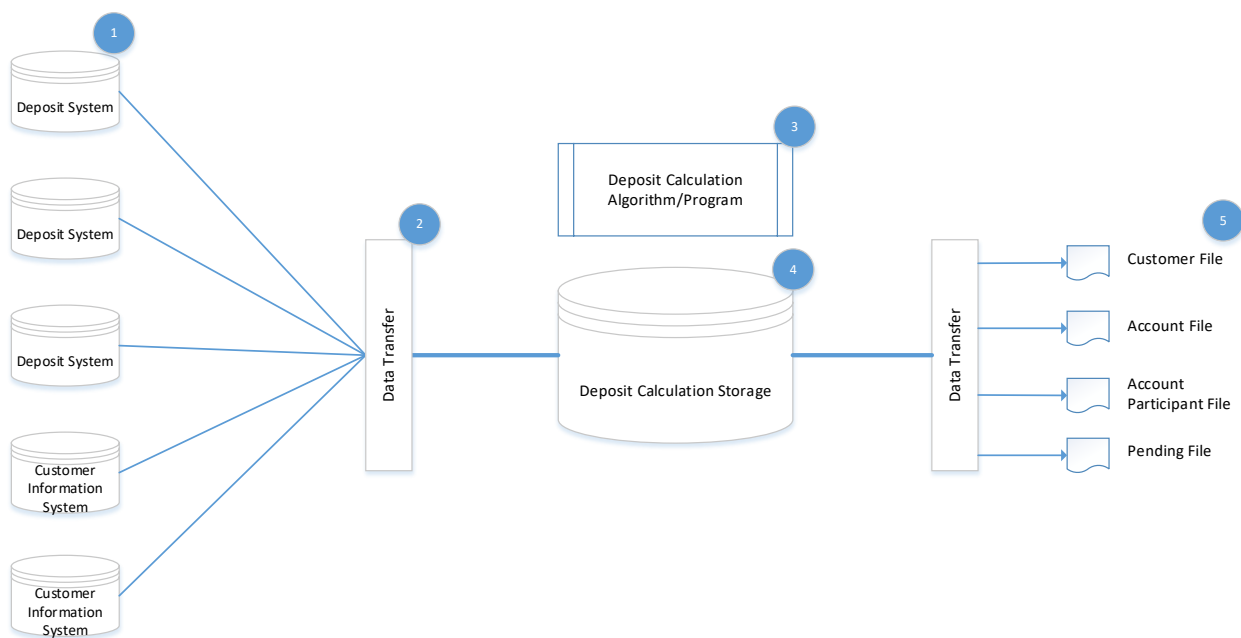 1
Deposit System
Deposit System
Deposit System
Customer
Information
System
Customer
Information
System
2
Data Transfer
3
Deposit Calculation
Algorithm/Program
4
Deposit Calculation Storage
Data Transfer
5
Customer File
Account File
Account
Participant File
Pending File